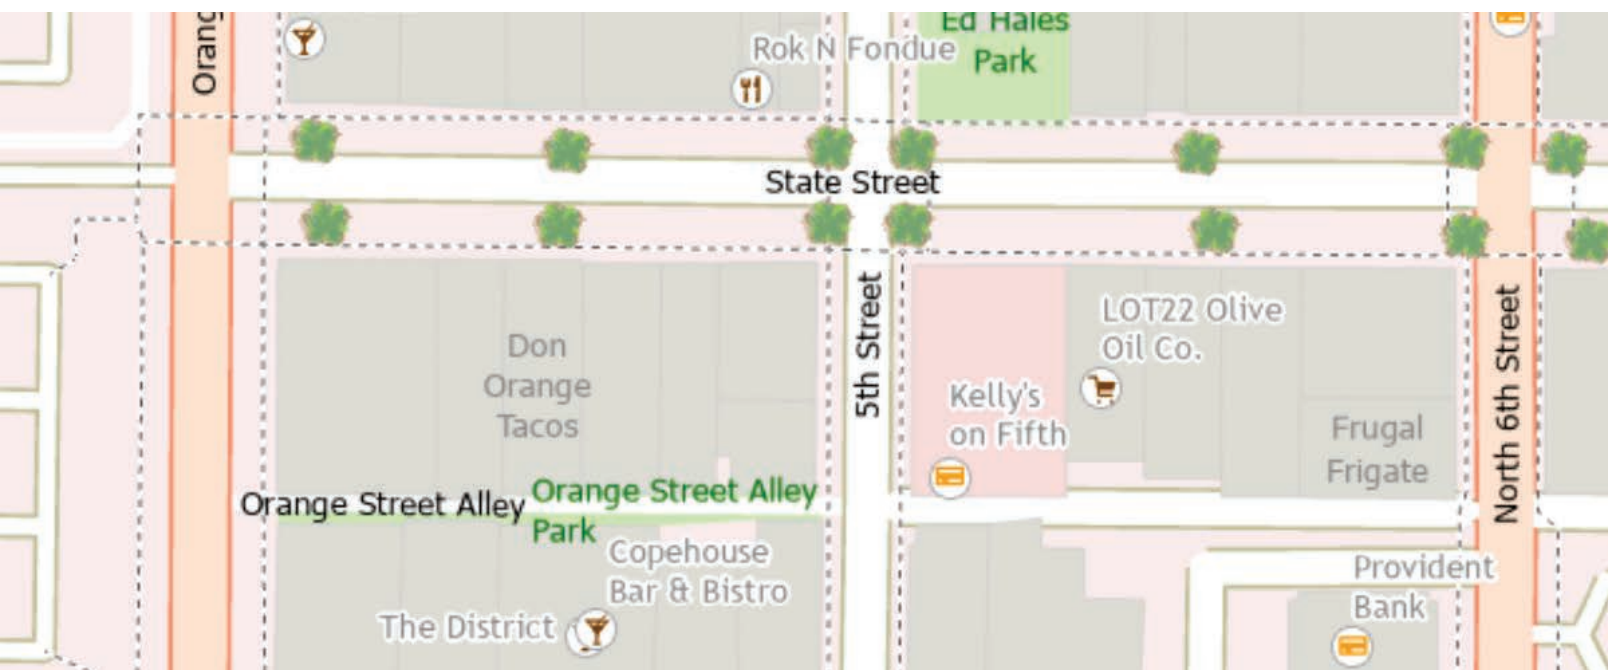 Orang
Ed Hales
Park
Rok N Fondue
State Street
5th Street
North 6th Street
Don
Orange
Tacos
LOT22 Olive
Oil Co.
Kelly's
on Fifth
Frugal
Frigate
Orange Street Alley
Orange Street Alley
Park
Copehouse
Bar & Bistro
The District
Provident
Bank